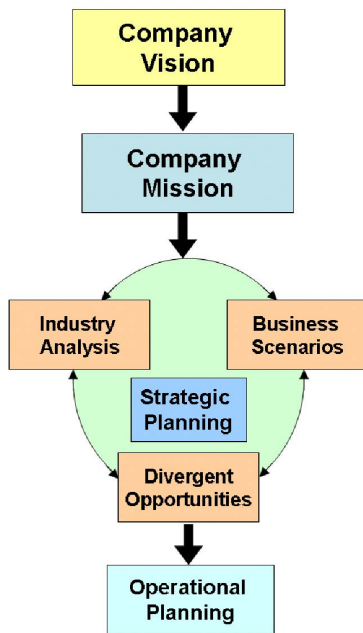 Company
Vision
Company
Mission
Industry
Analysis
Business
Scenarios
Strategic
Planning
Divergent
Opportunities
Operational
Planning